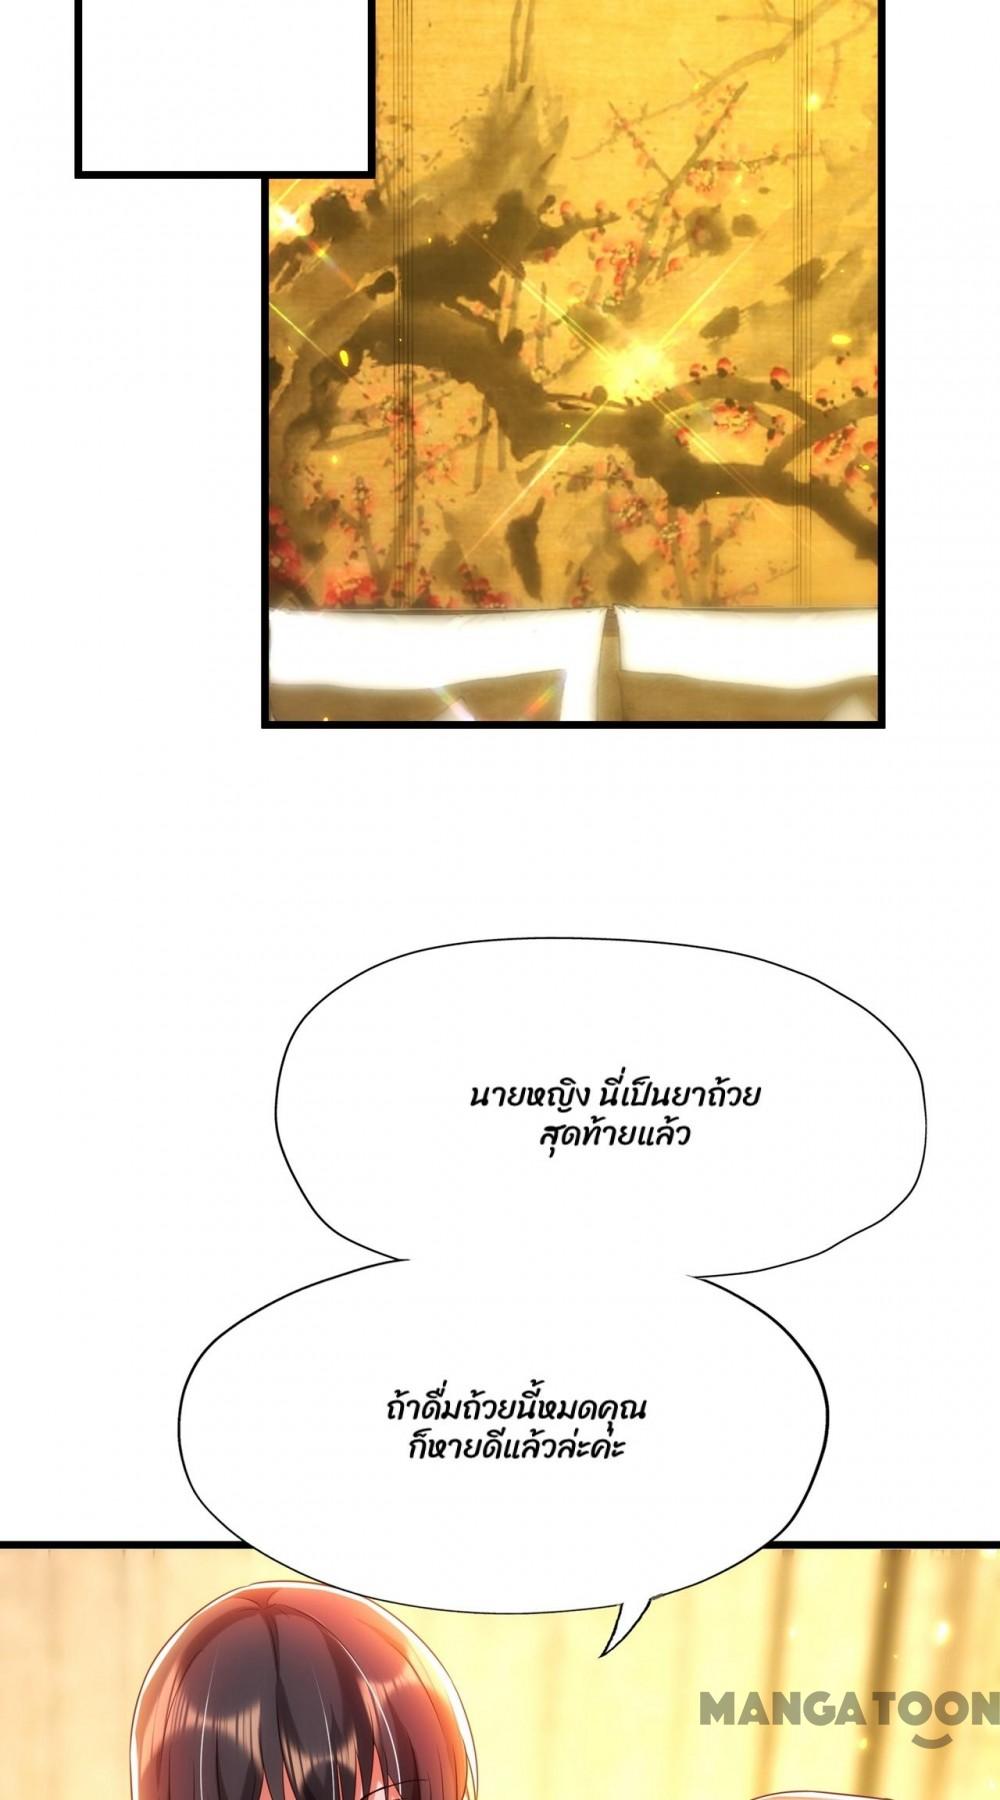 นายหญิง นี่เป็นยาถ้วย
สุดท้ายแล้ว
ถ้าดื่มถ้วยนี้หมดคุณ
ก็หายดีแล้วล่ะค่ะ
MANGATOON